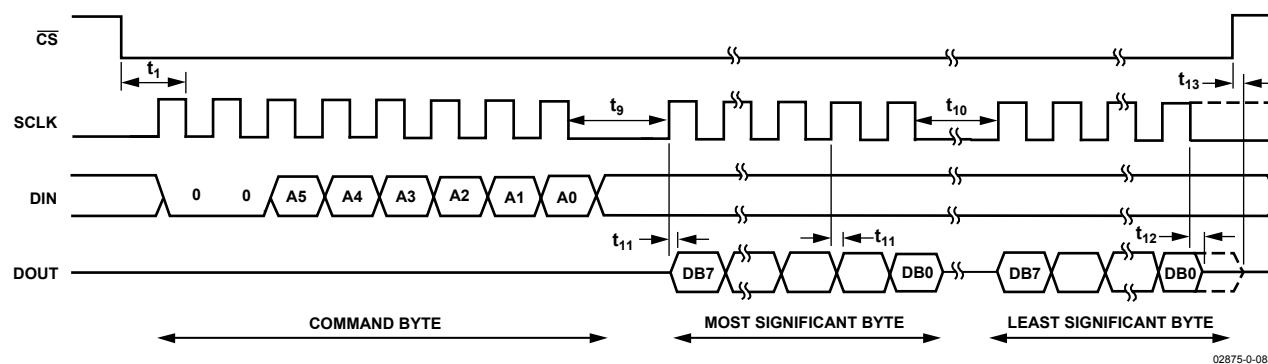 CS
t1
t13
SCLK
t9
t10
DIN
0 0 A5 A4 A3 A2 A1 A0
t11
t11
t12
DOUT
DB7 DB0 DB7 DB0
COMMAND BYTE MOST SIGNIFICANT BYTE LEAST SIGNIFICANT BYTE
02875-0-08